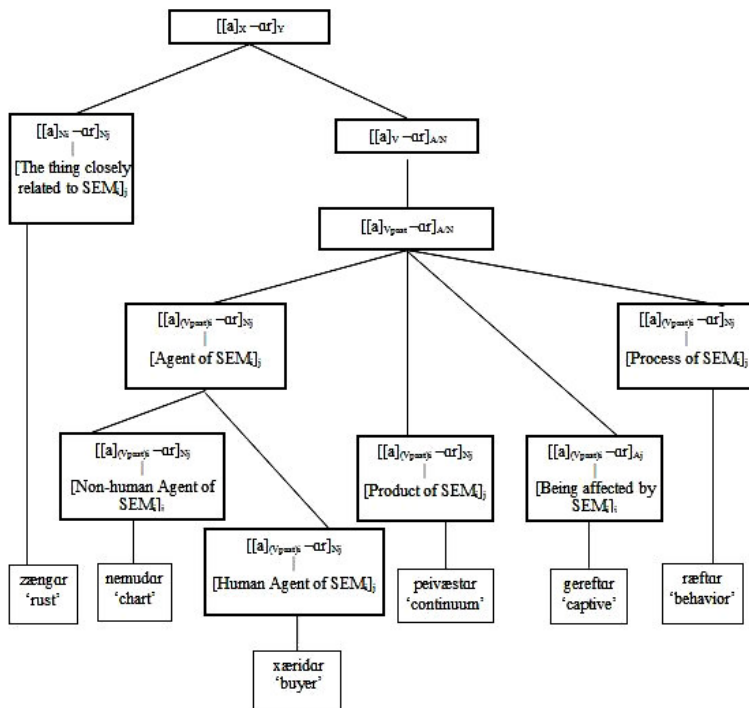 [[a]X –ɑr]Y
[[a]Ni –ɑr]Nj
|
[The thing closely
related to SEMi]j
[[a]V –ɑr]A/N
[[a]Vpast –ɑr]A/N
[[a](Vpast)i –ɑr]Nj
|
[Agent of SEMi]j
[[a](Vpast)i –ɑr]Nj
|
[Process of SEMi]j
[[a](Vpast)i –ɑr]Nj
|
[Non-human Agent of
SEMi]j
[[a](Vpast)i –ɑr]Nj
|
[Product of SEMi]j
[[a](Vpast)i –ɑr]Aj
|
[Being affected by
SEMi]j
[[a](Vpast)i –ɑr]Nj
|
[Human Agent of SEMi]j
zængɑr
‘rust’
nemudɑr
‘chart’
peivæstɑr
‘continuum’
gereftɑr
‘captive’
ræftɑr
‘behavior’
xæridɑr
‘buyer’